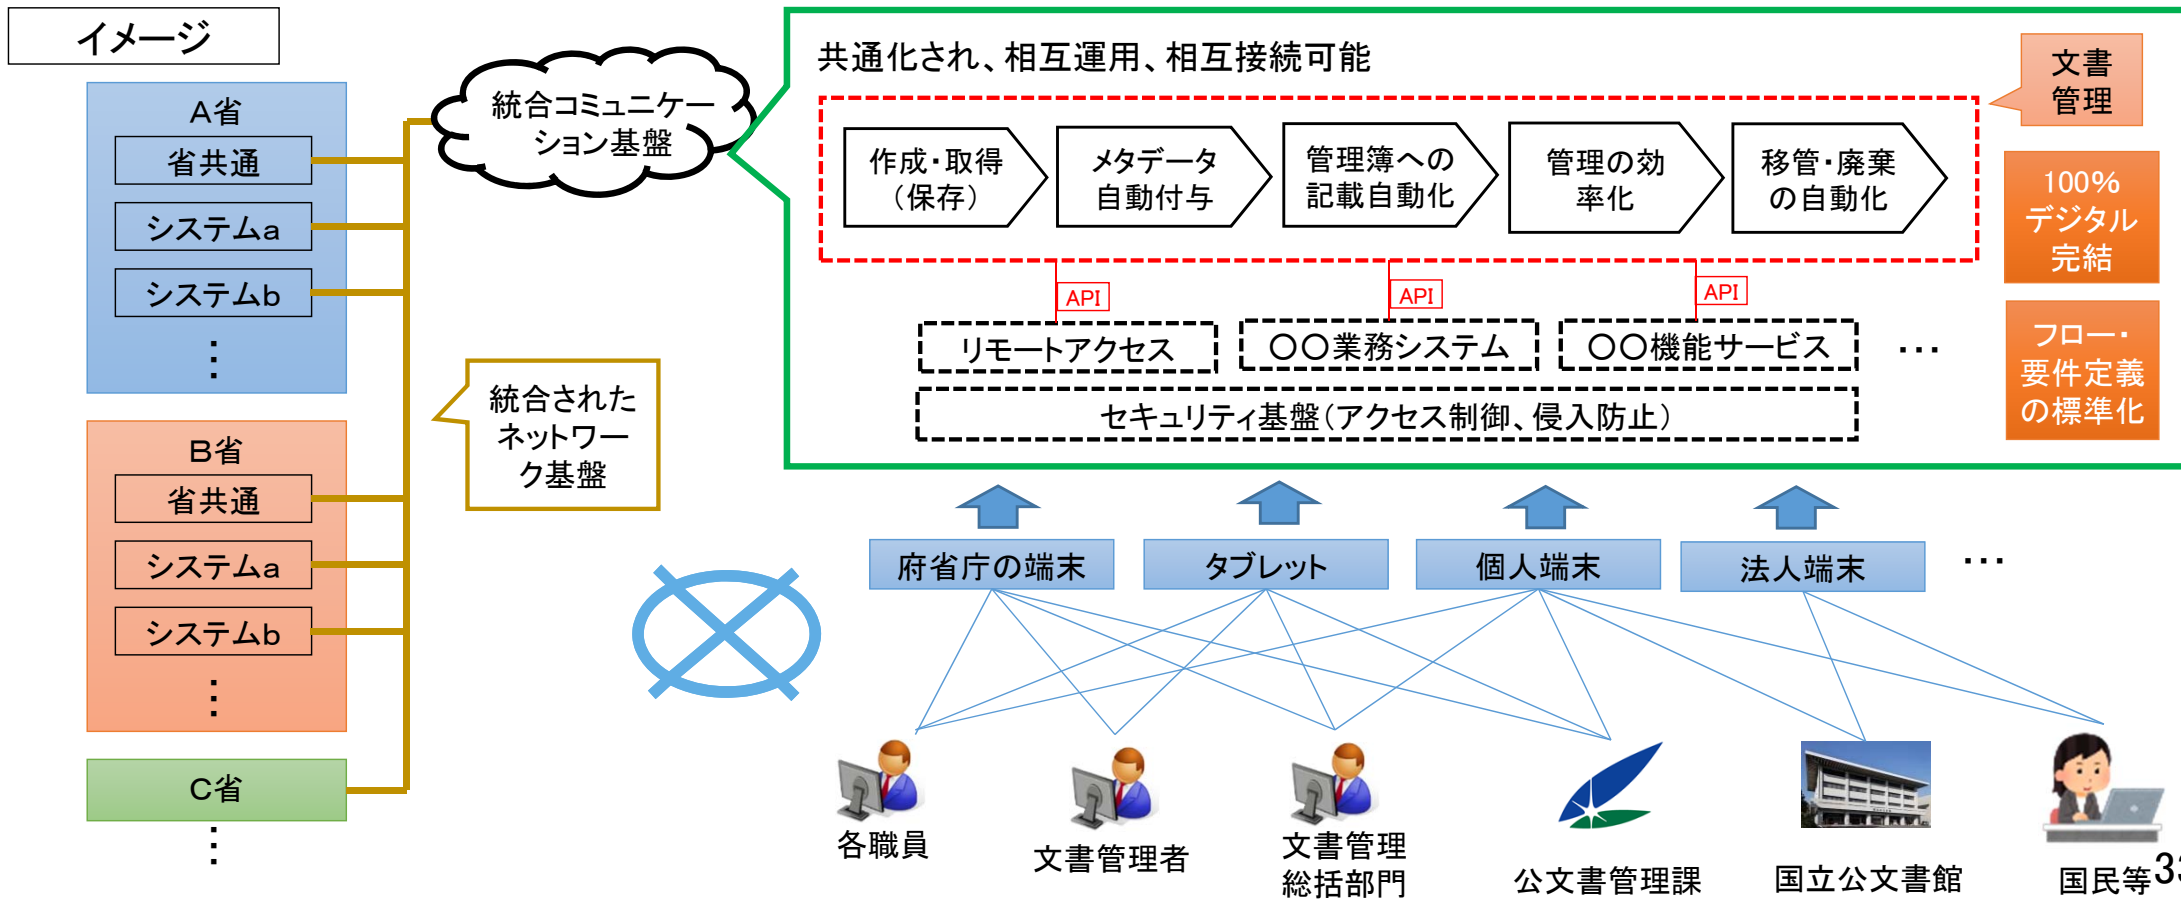 イメージ
A省
省共通
システムa
システムb
⋮
B省
省共通
システムa
システムb
⋮
C省
⋮
統合コミュニケー
ション基盤
統合された
ネットワー
ク基盤
共通化され、相互運用、相互接続可能
作成・取得
（保存）
メタデータ
自動付与
管理簿への
記載自動化
管理の効
率化
移管・廃棄
の自動化
文書
管理
100%
デジタル
完結
フロー・
要件定義
の標準化
API
API
API
リモートアクセス
〇〇業務システム
〇〇機能サービス
…
セキュリティ基盤（アクセス制御、侵入防止）
府省庁の端末
タブレット
個人端末
法人端末
…
各職員
文書管理者
文書管理
総括部門
公文書管理課
国立公文書館
国民等